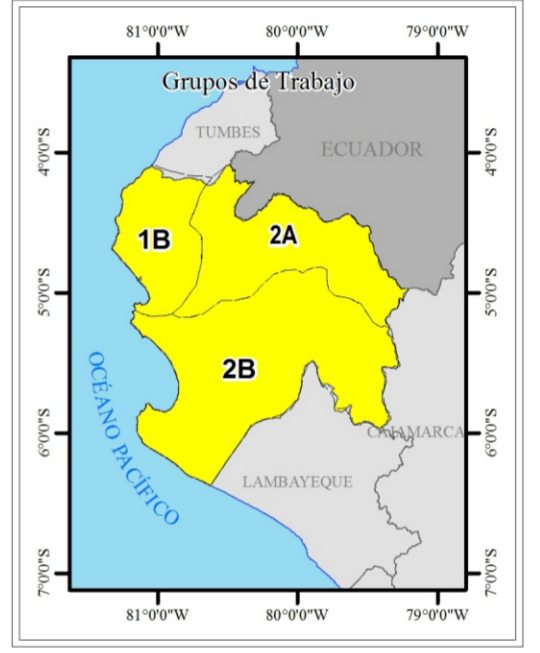 81°0'0"W 80°0'0"W 79°0'0"W
Grupos de Trabajo
TUMBES
ECUADOR
4°0'0"S 4°0'0"S
1B 2A
5°0'0"S 5°0'0"S
2B
OCÉANO PACÍFICO
6°0'0"S CAJAMARCA 6°0'0"S
LAMBAYEQUE
7°0'0"S 7°0'0"S
81°0'0"W 80°0'0"W 79°0'0"W